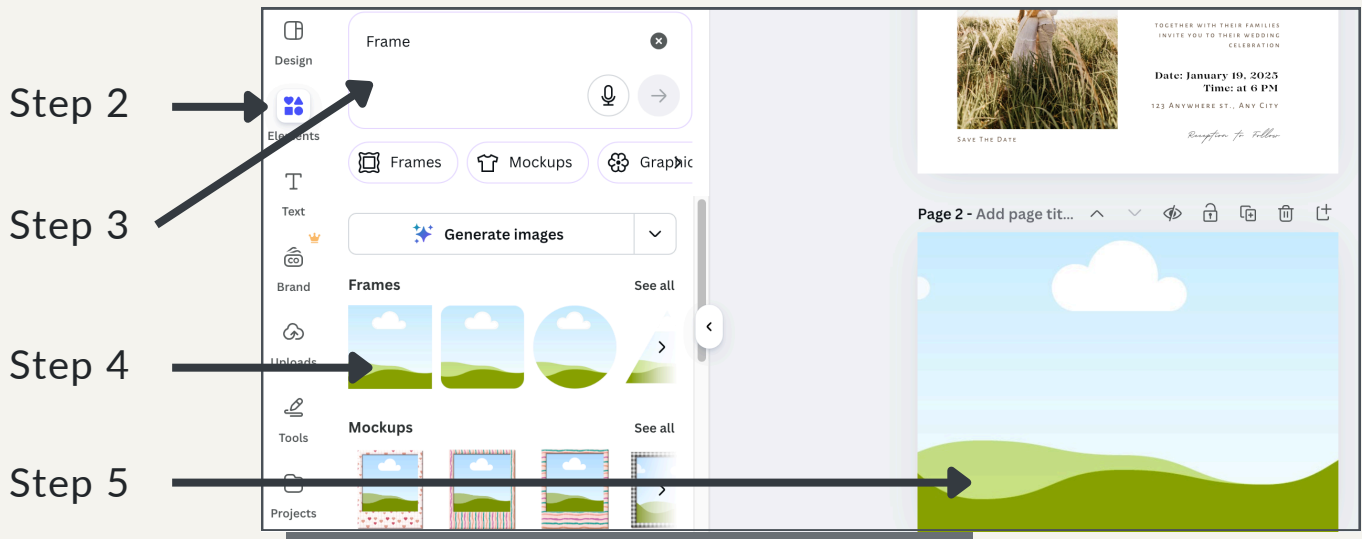 Step 2
Step 3
Step 4
Step 5
Design
Elements
Text
Brand
Uploads
Tools
Projects
Frame
Frames
Mockups
Graphic
Generate images
Frames
See all
Mockups
See all
TOGETHER WITH THEIR FAMILIES
INVITE YOU TO THEIR WEDDING
CELEBRATION
Date: January 19, 2025
Time: at 6 PM
123 ANYWHERE ST., ANY CITY
Reception to Follow
SAVE THE DATE
Page 2 - Add page tit...